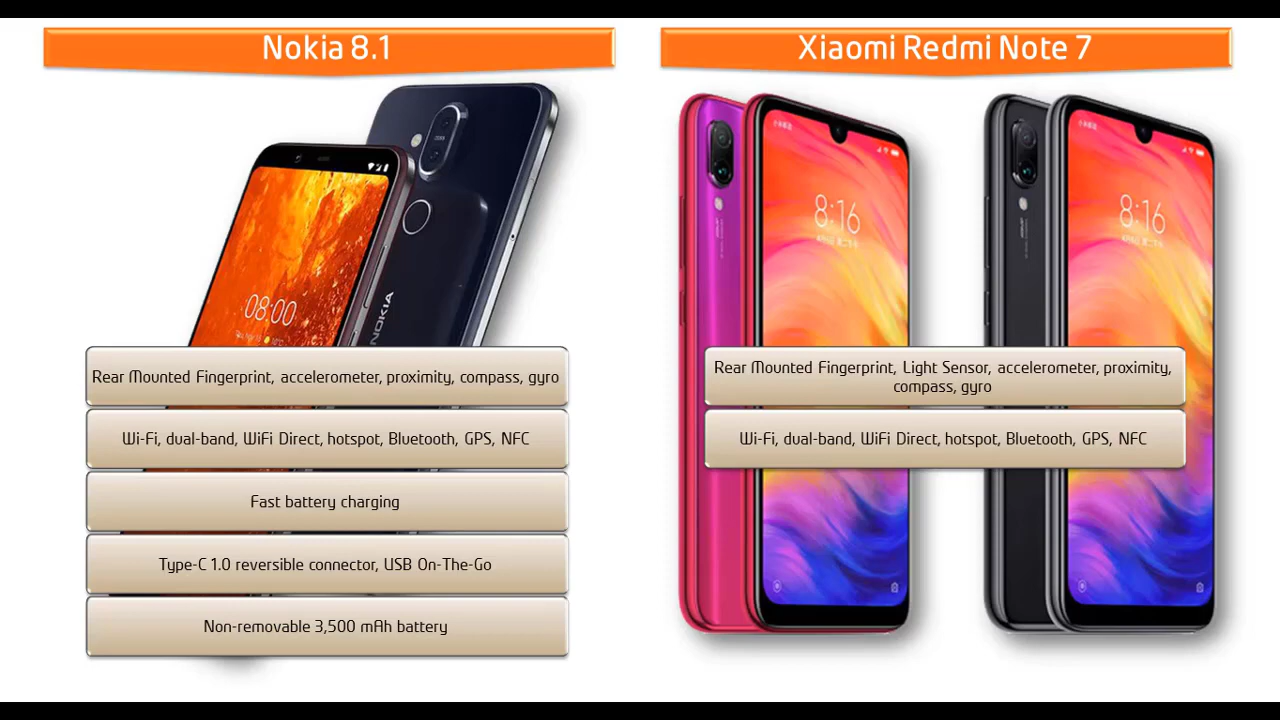 Nokia 8.1
Xiaomi Redmi Note 7
NOKIA
08:00
8:16
8:16
Rear Mounted Fingerprint, accelerometer, proximity, compass, gyro
Wi-Fi, dual-band, WiFi Direct, hotspot, Bluetooth, GPS, NFC
Fast battery charging
Type-C 1.0 reversible connector, USB On-The-Go
Non-removable 3,500 mAh battery
Rear Mounted Fingerprint, Light Sensor, accelerometer, proximity,
compass, gyro
Wi-Fi, dual-band, WiFi Direct, hotspot, Bluetooth, GPS, NFC